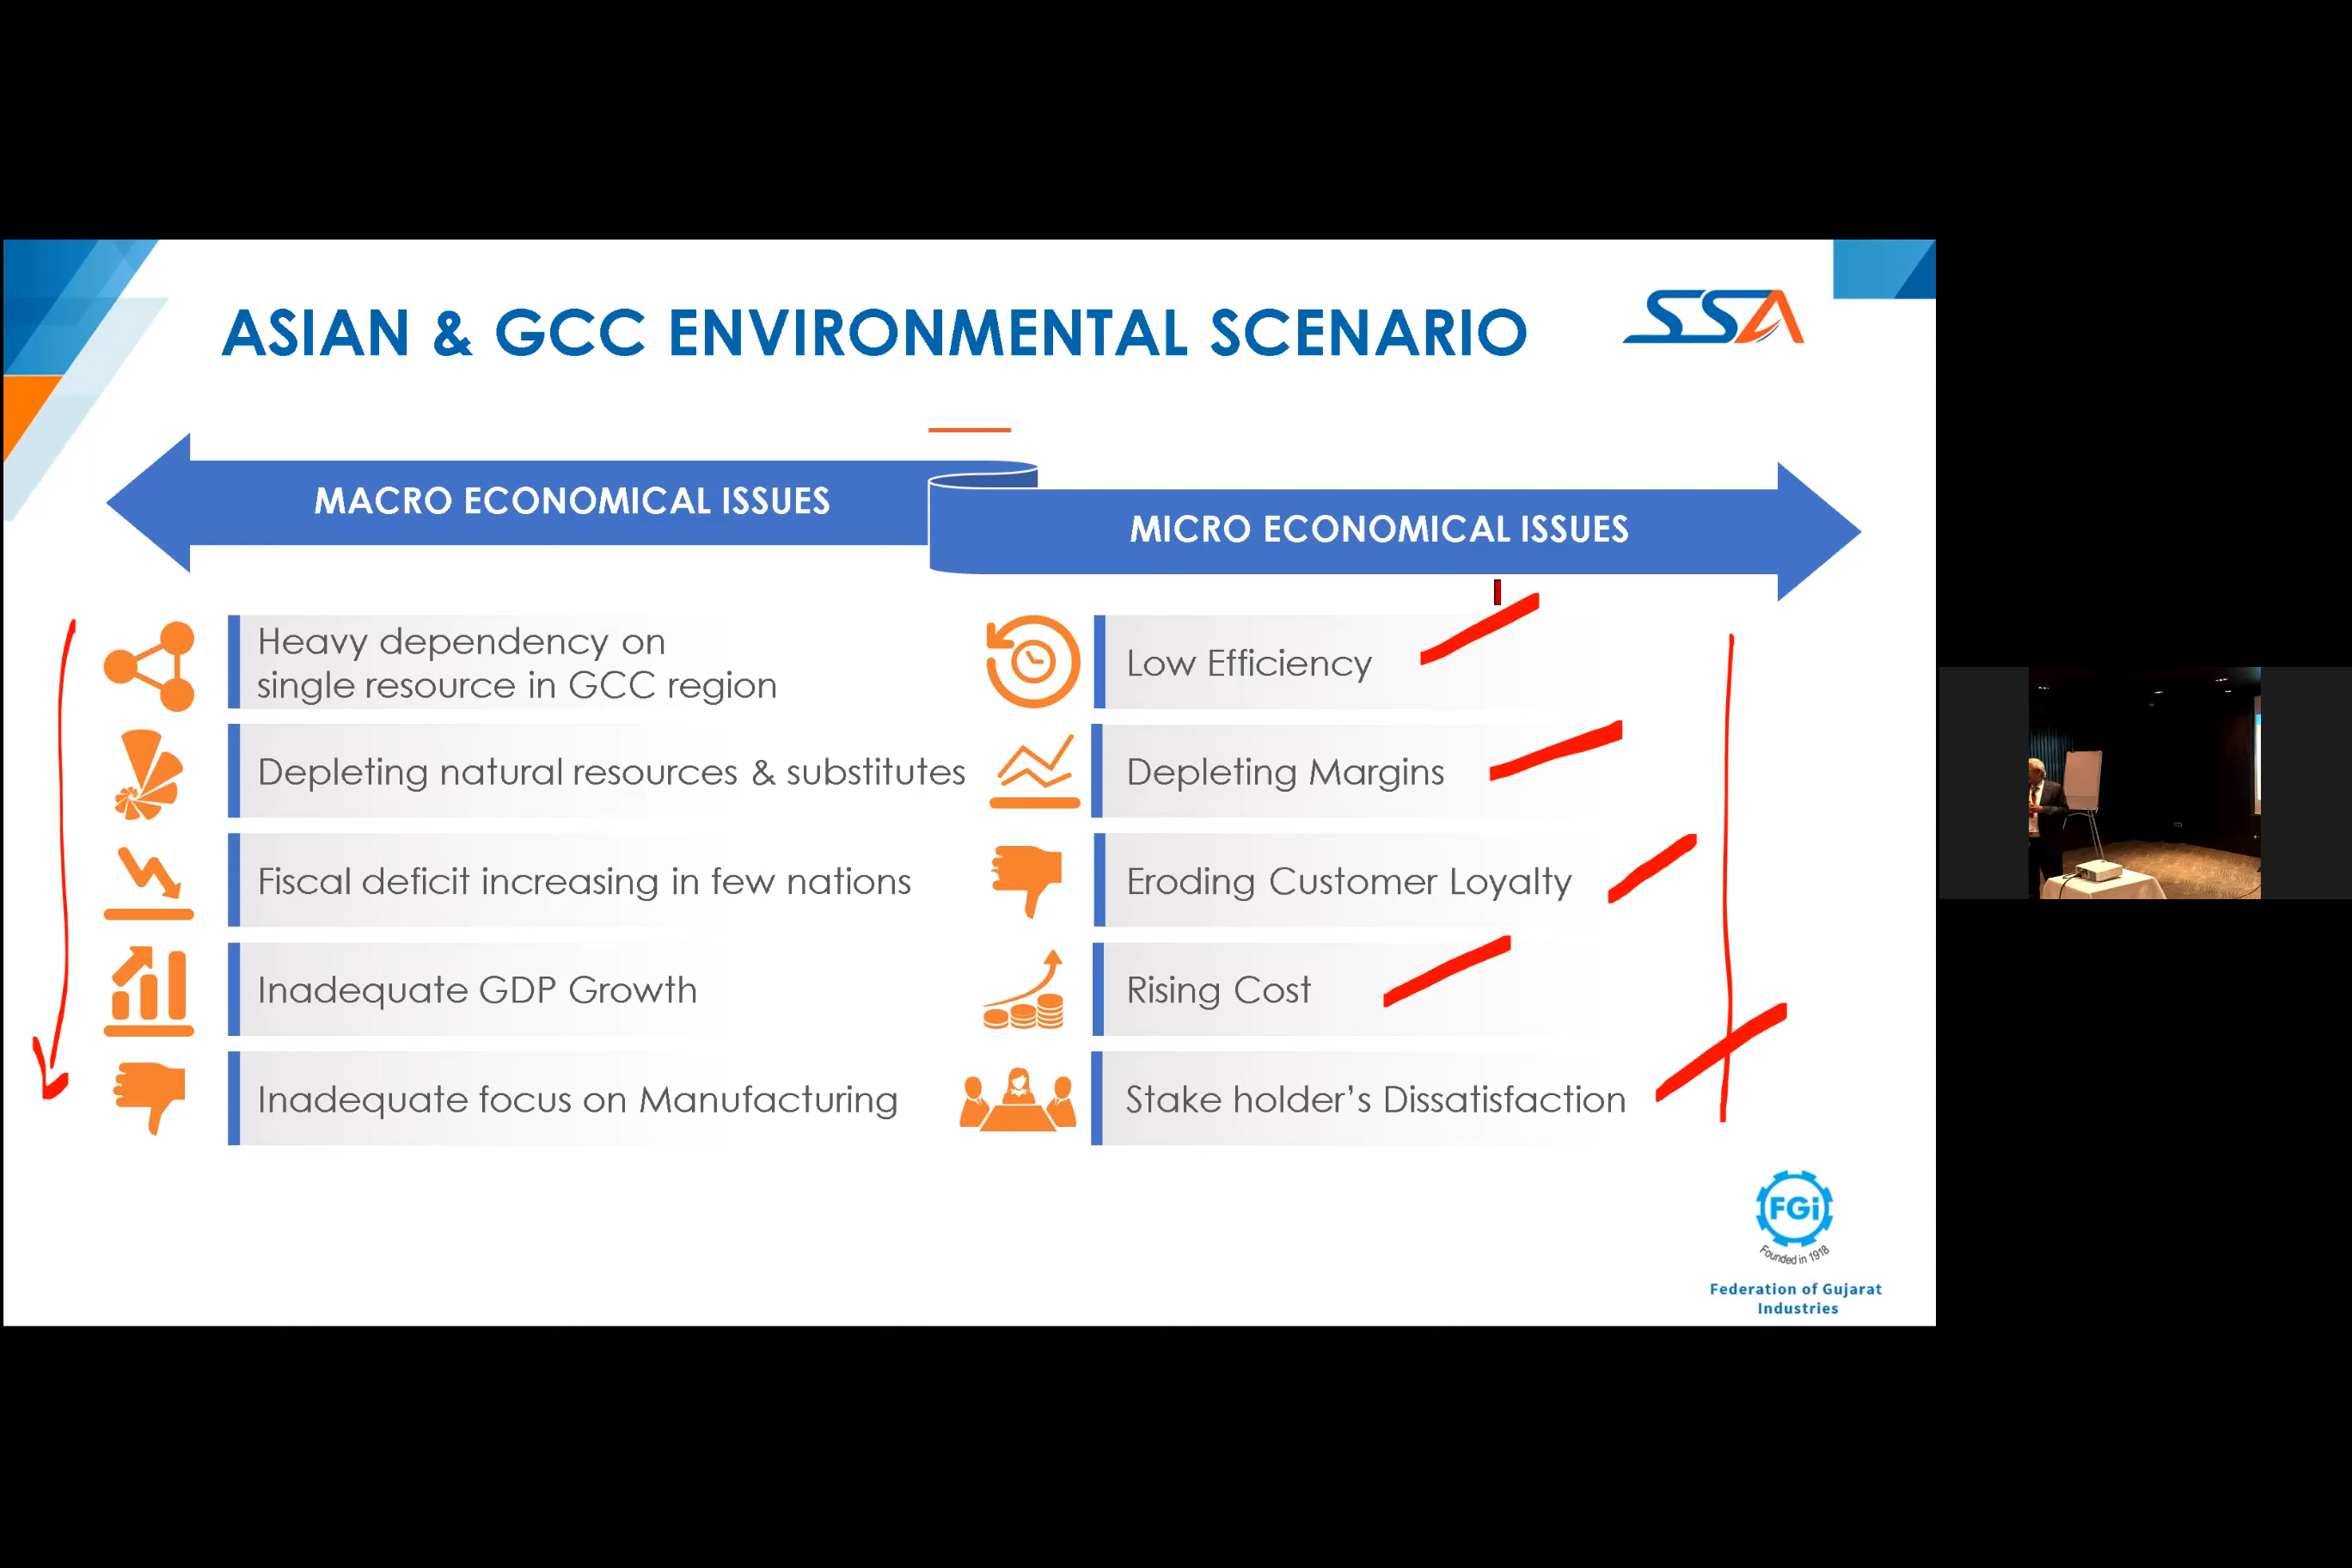 ASIAN & GCC ENVIRONMENTAL SCENARIO
SSA
MACRO ECONOMICAL ISSUES
Heavy dependency on
single resource in GCC region
Depleting natural resources & substitutes
Fiscal deficit increasing in few nations
Inadequate GDP Growth
Inadequate focus on Manufacturing
MICRO ECONOMICAL ISSUES
Low Efficiency
Depleting Margins
Eroding Customer Loyalty
Rising Cost
Stake holder’s Dissatisfaction
FGi
Founded in 1918
Federation of Gujarat
Industries